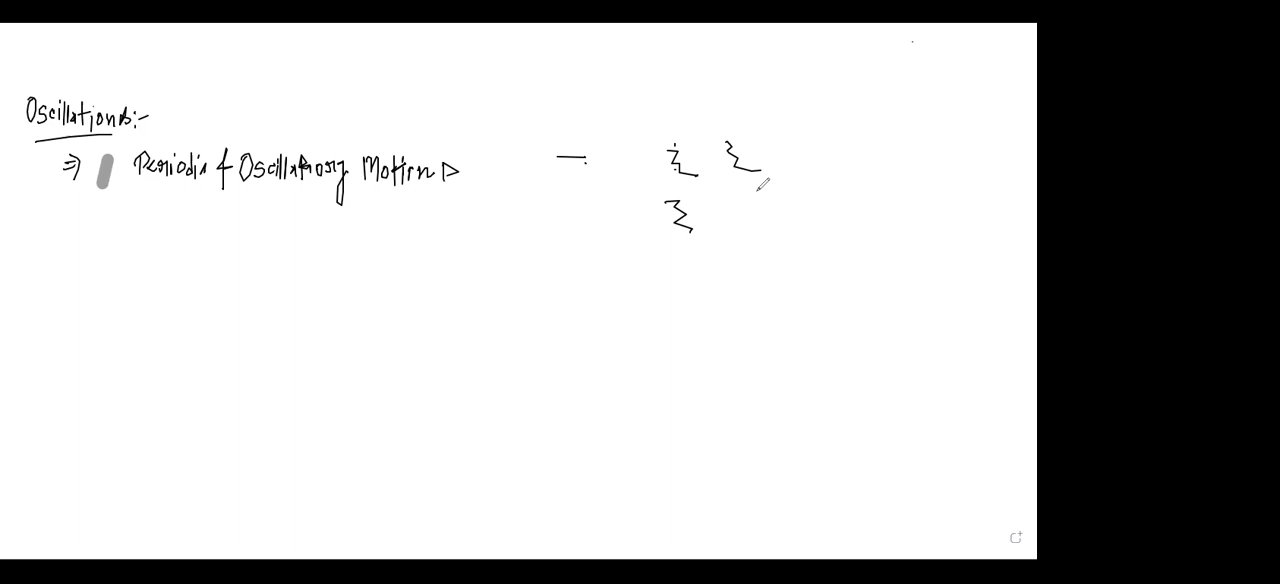 Oscillations:-
⇒ Periodic & Oscillatory Motion —